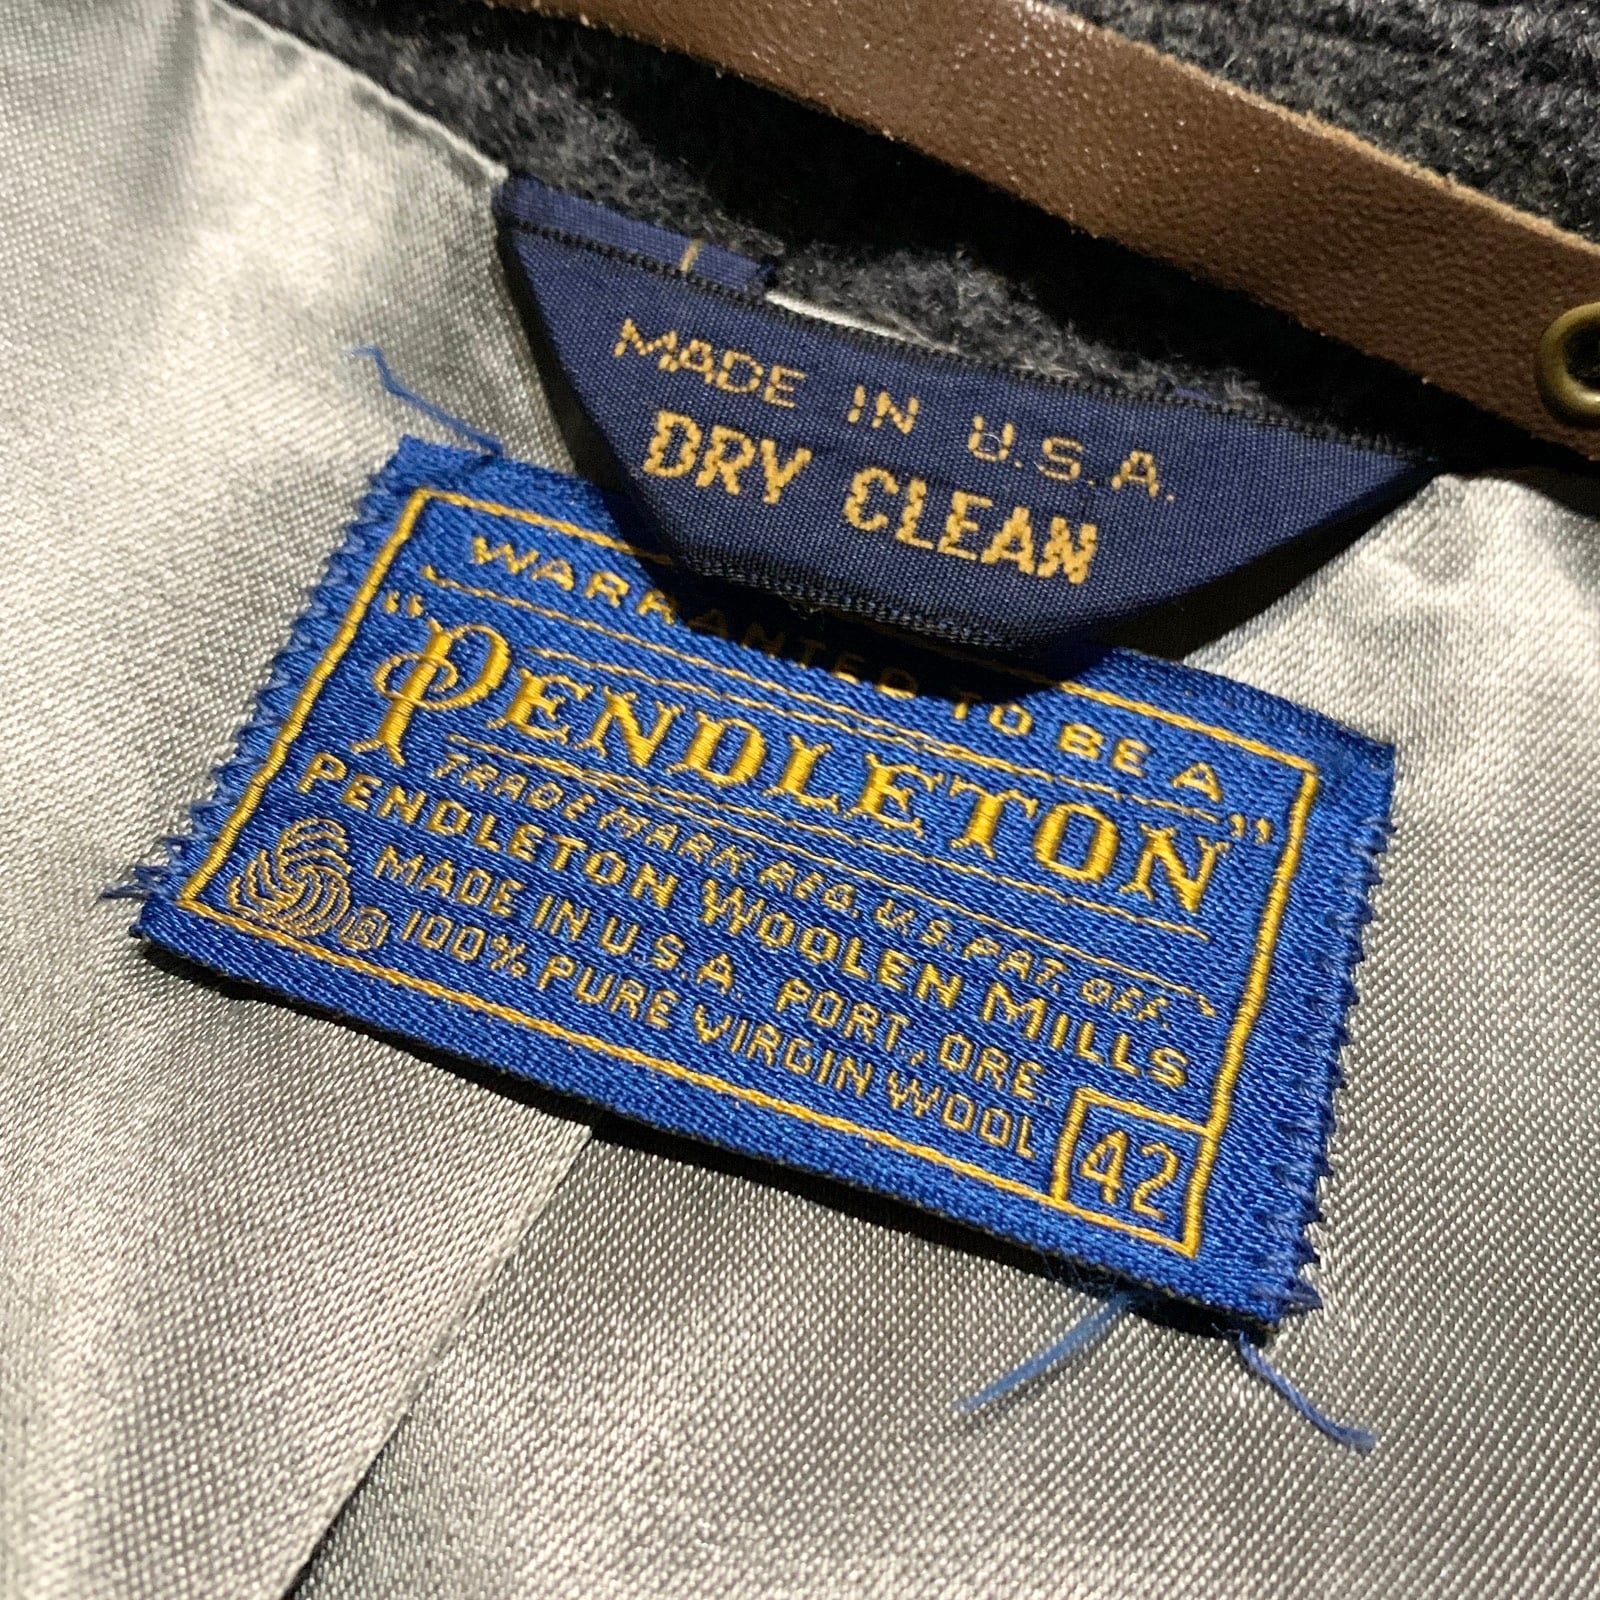 MADE IN U.S.A.
DRY CLEAN
WARRANTED TO BE A
"PENDLETON"
TRADE MARK REG. U.S. PAT. OFF.
PENDLETON WOOLEN MILLS
MADE IN U.S.A. PORT., ORE.
® 100% PURE VIRGIN WOOL
42